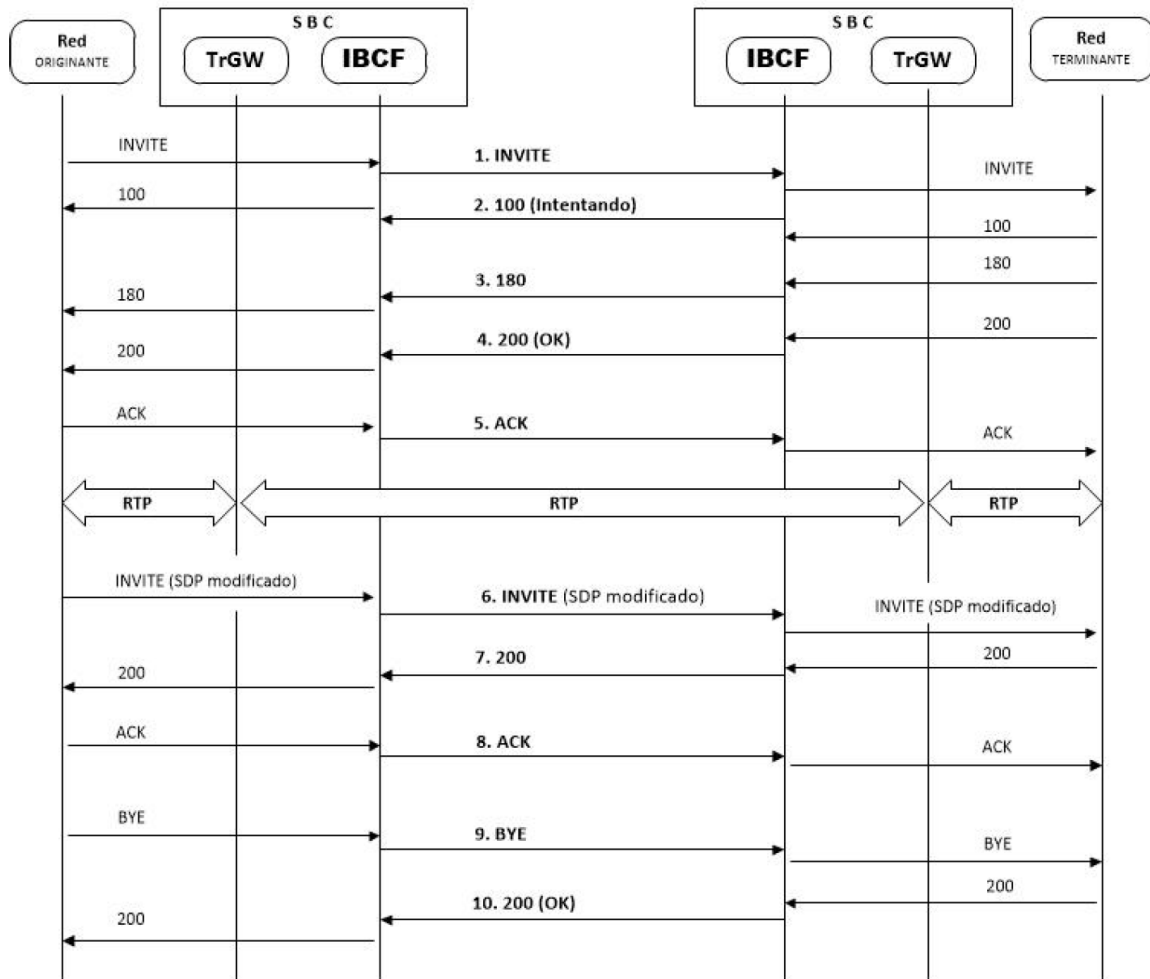 S B C
S B C
Red
ORIGINANTE
TrGW
IBCF
IBCF
TrGW
Red
TERMINANTE
INVITE
1. INVITE
INVITE
100
2. 100 (Intentando)
100
180
3. 180
180
200
4. 200 (OK)
200
ACK
5. ACK
ACK
RTP
RTP
RTP
INVITE (SDP modificado)
6. INVITE (SDP modificado)
INVITE (SDP modificado)
200
7. 200
200
ACK
8. ACK
ACK
BYE
9. BYE
BYE
200
10. 200 (OK)
200